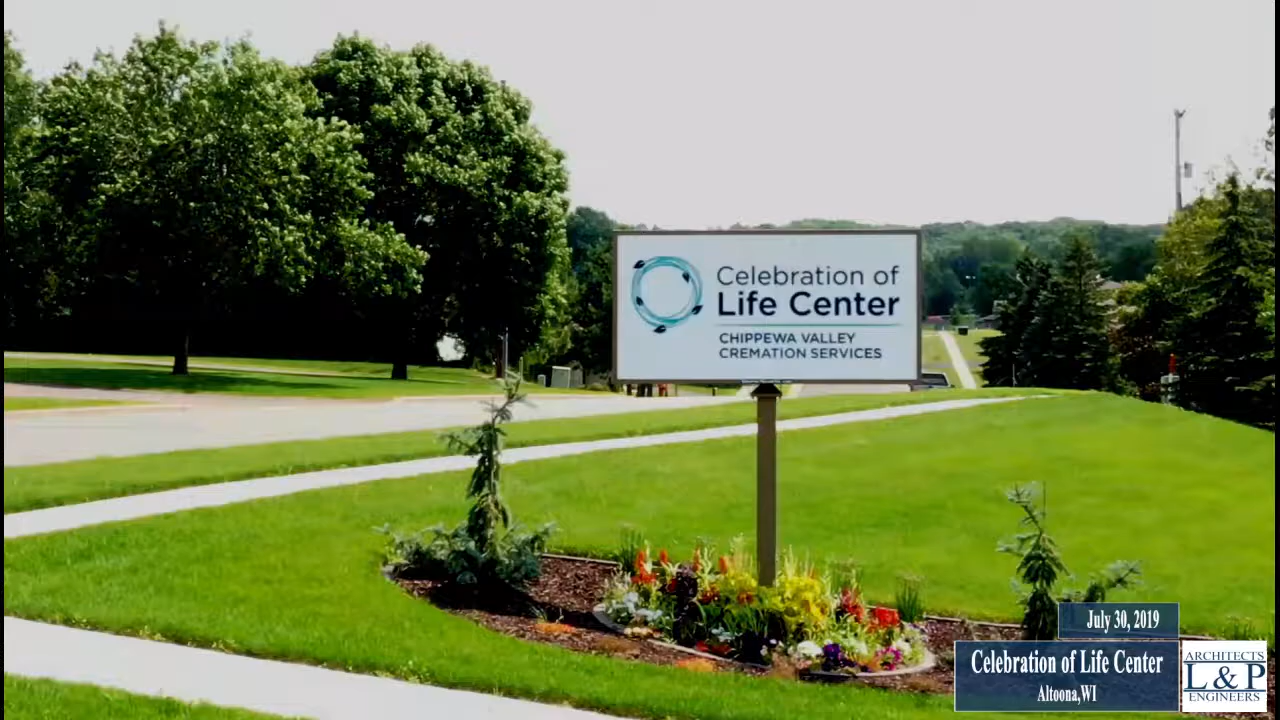 Celebration of
Life Center
CHIPPEWA VALLEY
CREMATION SERVICES
July 30, 2019
Celebration of Life Center
Altoona,WI
ARCHITECTS
L&P
ENGINEERS